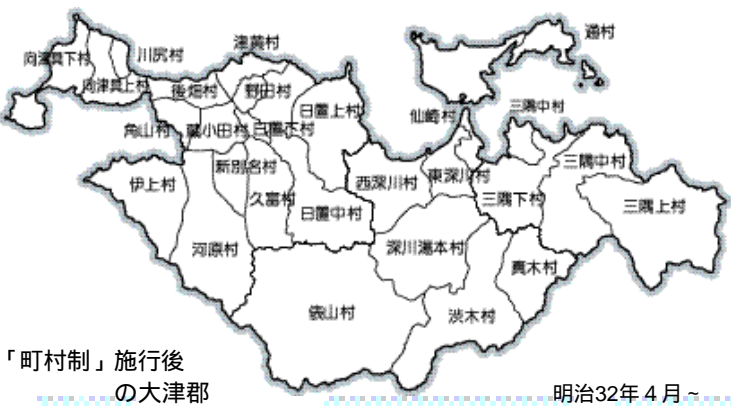 通村
川尻村
津黄村
向津具下村
向津具上村
後畑村
野田村
日置上村
仙崎村
三隅中村
角山村
蔵小田村
日置下村
新別名村
伊上村
久富村
日置中村
西深川村
東深川村
三隅下村
三隅中村
三隅上村
河原村
深川湯本村
真木村
俵山村
渋木村
「町村制」施行後
の大津郡
明治32年4月~